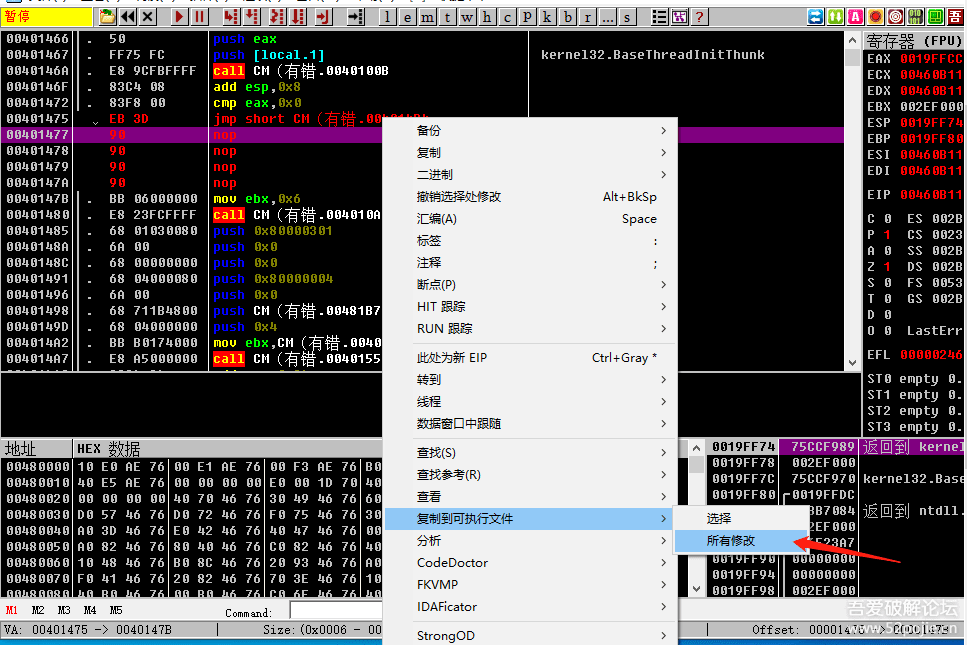 暂停
l e m t w h c p k b r ... s
?
00401466 . 50 push eax
00401467 . FF75 FC push [local.1] kernel32.BaseThreadInitThunk
0040146A . E8 9CFBFFFF call CM(有错.0040100B
0040146F . 83C4 08 add esp,0x8
00401472 . 83F8 00 cmp eax,0x0
00401475 EB 3D jmp short CM(有错.
00401477 90 nop
00401478 90 nop
00401479 90 nop
0040147A 90 nop
0040147B . BB 06000000 mov ebx,0x6
00401480 . E8 23FCFFFF call CM(有错.004010A
00401485 . 68 01030080 push 0x80000301
0040148A . 6A 00 push 0x0
0040148C . 68 00000000 push 0x0
00401491 . 68 04000080 push 0x80000004
00401496 . 6A 00 push 0x0
00401498 . 68 711B4800 push CM(有错.00481B7
0040149D . 68 04000000 push 0x4
004014A2 . BB B0174000 mov ebx,CM(有错.0040
004014A7 . E8 A5000000 call CM(有错.0040155
寄存器 (FPU)
EAX 0019FFCC
ECX 00460B11
EDX 00460B11
EBX 002EF000
ESP 0019FF74
EBP 0019FF80
ESI 00460B11
EDI 00460B11
EIP 00460B11
C 0 ES 002B
P 1 CS 0023
A 0 SS 002B
Z 1 DS 002B
S 0 FS 0053
T 0 GS 002B
D 0
O 0 LastErr
EFL 00000246
ST0 empty 0.
ST1 empty 0.
ST2 empty 0.
ST3 empty 0.
备份
复制
二进制
撤销选择处修改 Alt+BkSp
汇编(A) Space
标签 :
注释 ;
断点(P)
HIT 跟踪
RUN 跟踪
此处为新 EIP Ctrl+Gray *
转到
线程
数据窗口中跟随
查找(S)
查找参考(R)
查看
复制到可执行文件
分析
CodeDoctor
FKVMP
IDAFicator
StrongOD
选择
所有修改
地址 HEX 数据
00480000 10 E0 AE 76 00 E1 AE 76 00 F3 AE 76 B0
00480010 40 E5 AE 76 00 00 00 00 E0 00 1D 70 40
00480020 00 00 00 00 40 70 46 76 30 49 46 76 60
00480030 D0 57 46 76 D0 72 46 76 F0 75 46 76 30
00480040 A0 3D 46 76 E0 42 46 76 40 47 46 76 00
00480050 A0 82 46 76 80 40 46 76 C0 82 46 76 40
00480060 10 48 46 76 B0 8C 46 76 20 93 46 76 A0
00480070 F0 41 46 76 20 82 46 76 70 3E 46 76 10
0019FF74 75CCF989 返回到 kernel
0019FF78 002EF000
0019FF7C 75CCF970 kernel32.Base
0019FF80 0019FFDC
返回到 ntdll.
0019FF90 00000000
0019FF94 00000000
0019FF98 002EF000
M1 M2 M3 M4 M5 Command:
VA: 00401475 -> 0040147B Size:(0x0006 - 00 Offset:
吾爱破解论坛
www.52pojie.cn